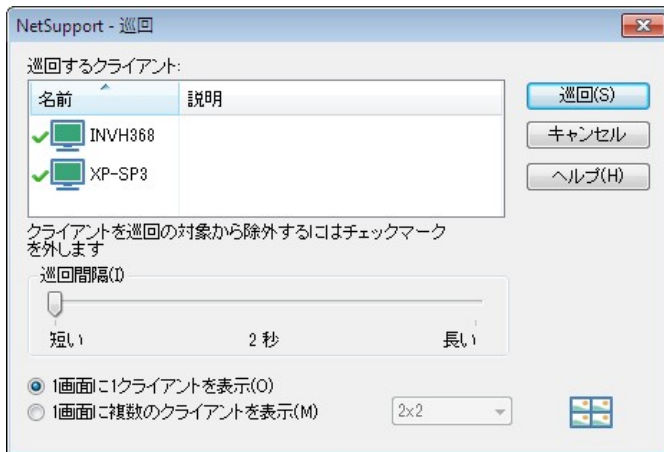 NetSupport - 巡回
巡回するクライアント:
名前 説明
INVH368
XP-SP3
巡回(S)
キャンセル
ヘルプ(H)
クライアントを巡回の対象から除外するにはチェックマーク
を外します
巡回間隔(I)
短い 2 秒 長い
1画面に1クライアントを表示(O)
1画面に複数のクライアントを表示(M) 2x2